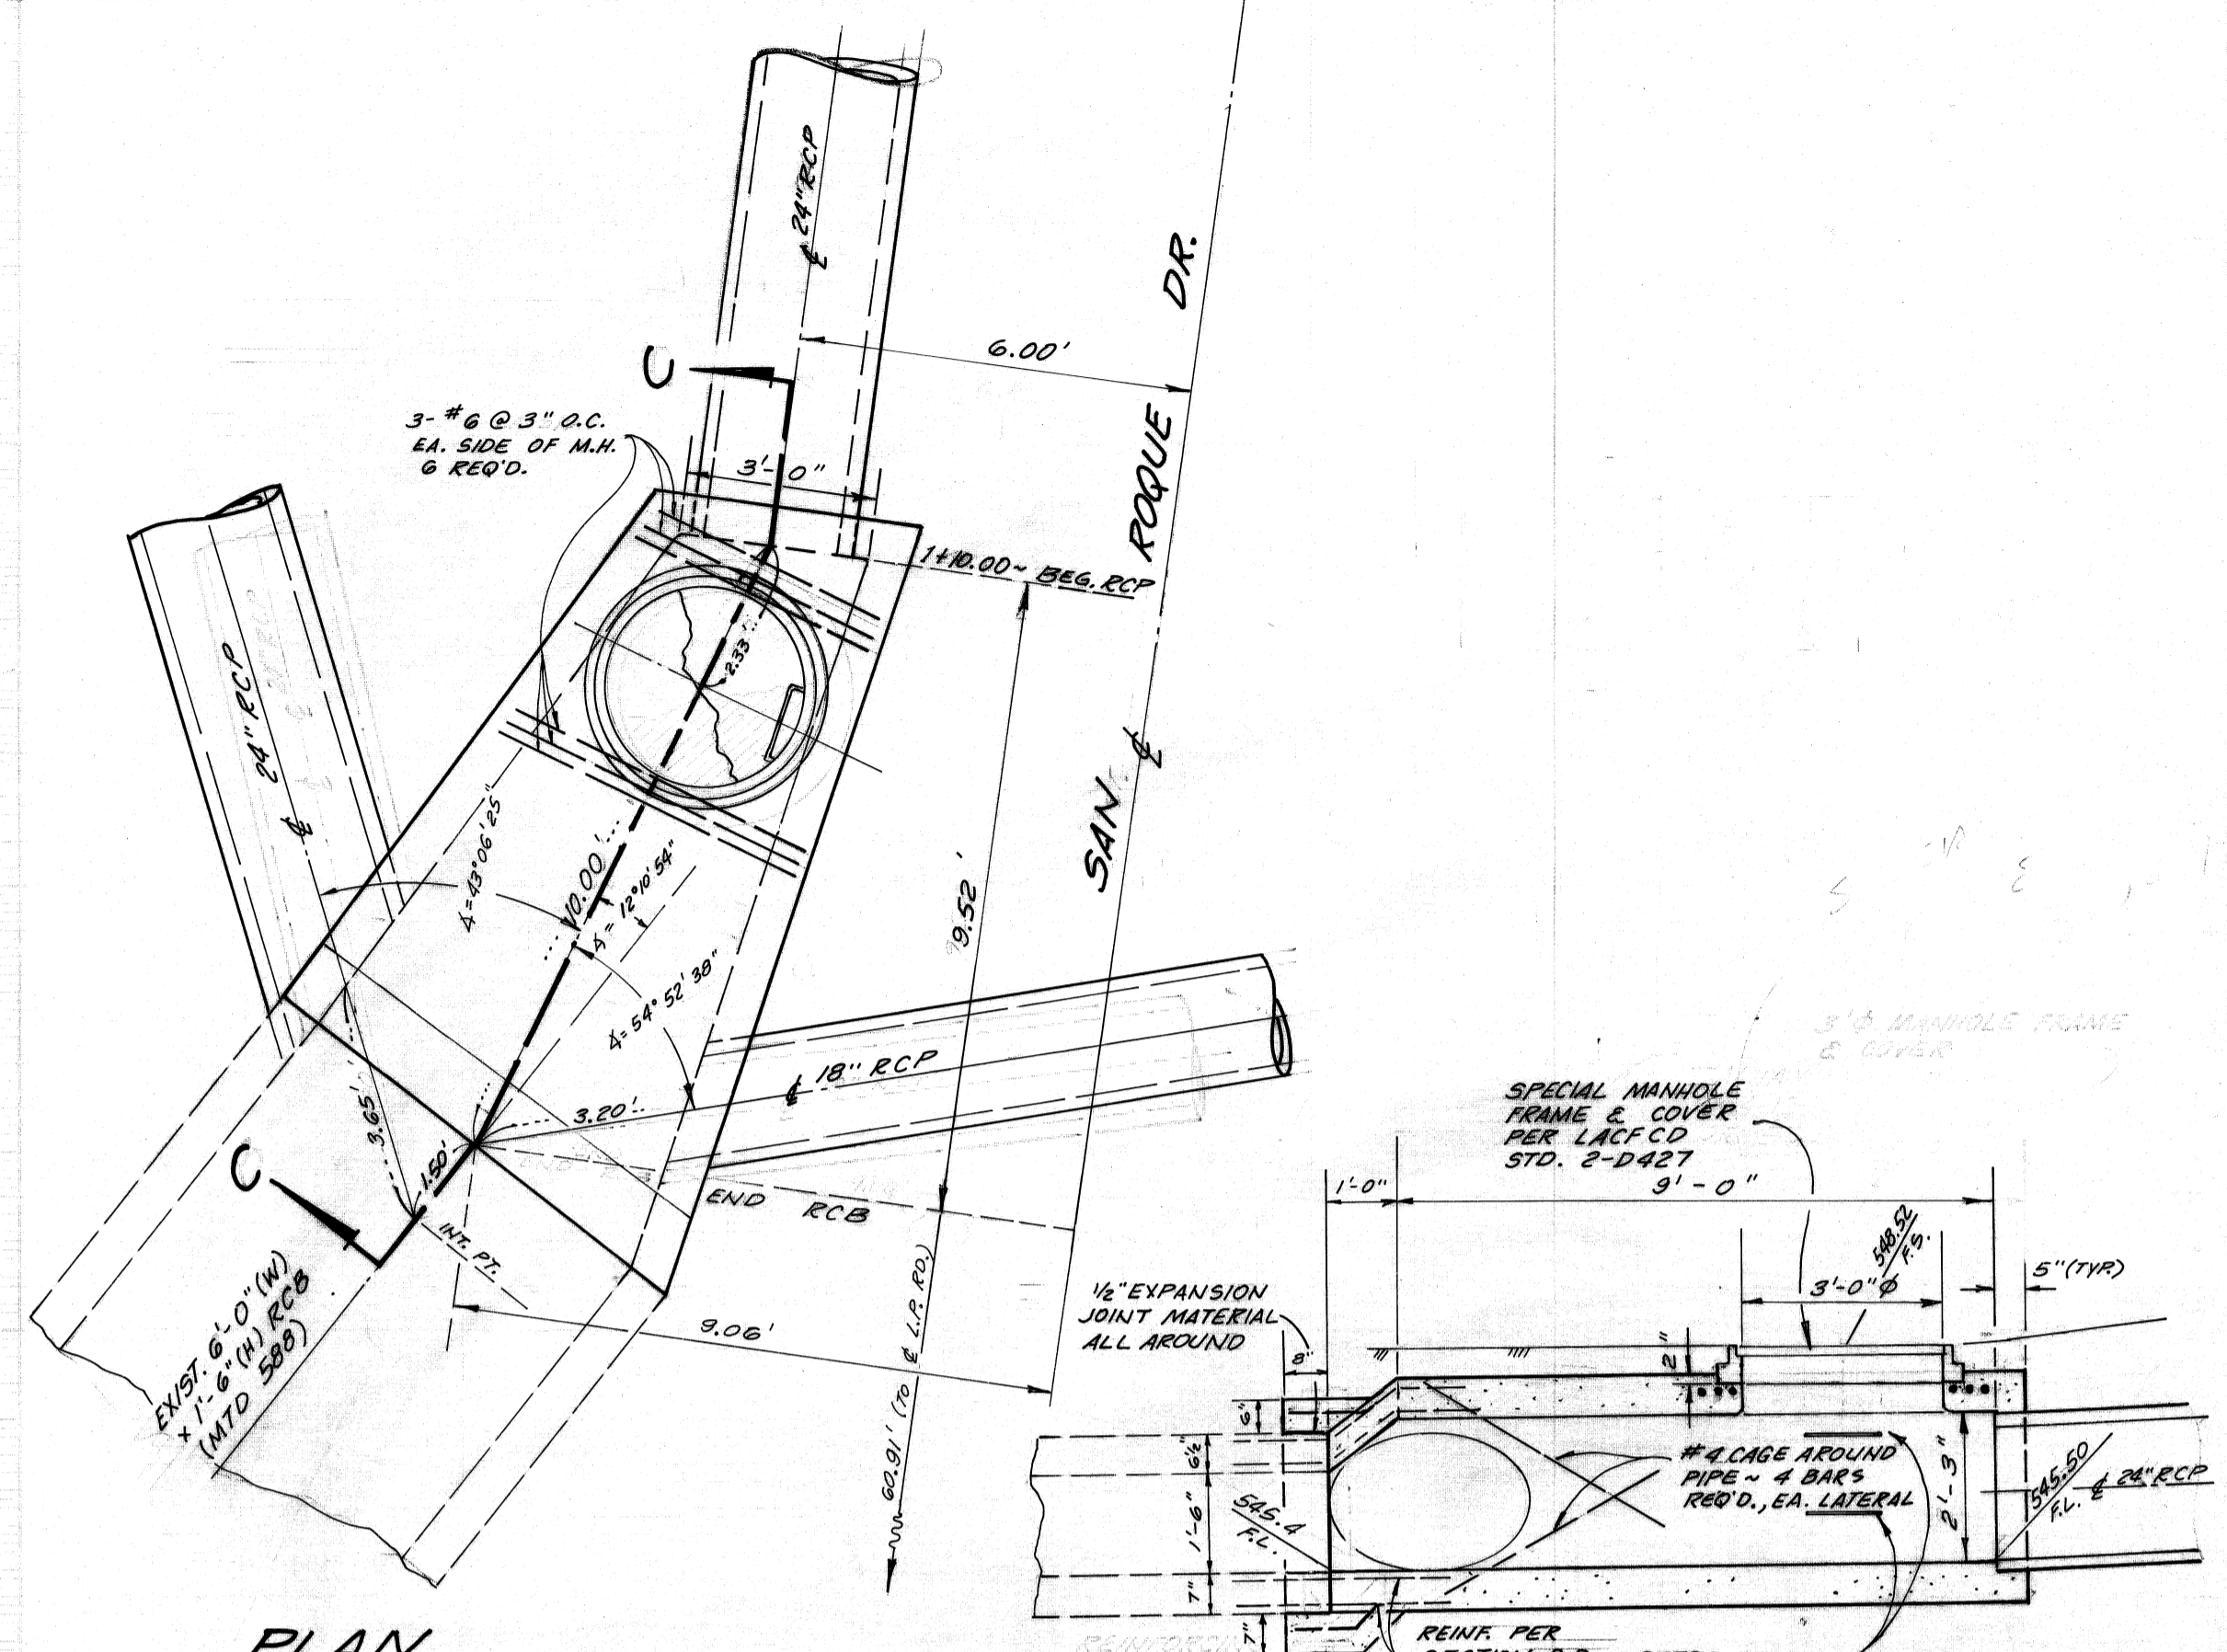 ℄ 24" RCP
DR.
6.00'
C
ROQUE
3-#6 @ 3" O.C.
EA. SIDE OF M.H.
6 REQ'D.
3'-0"
1+10.00~ BEG. RCP
2.33'
24" RCP
℄
SAN ℄
∡=43°06'25"
10.00'
∡=12°10'54"
9.52'
∡=54°52'38"
℄ 18" RCP
3.20'
3.65'
1.50'
C
END RCB
INT. PT.
EXIST. 6'-0" (W)
x 1'-6" (H) RCB
(MTD 588)
9.06'
60.91' (TO ℄ L.P. RD.)
3'Φ MANHOLE FRAME
& COVER
SPECIAL MANHOLE
FRAME & COVER
PER LACFCD
STD. 2-D427
1'-0"
9'-0"
548.52
F.S.
5" (TYP.)
3'-0" Φ
1/2" EXPANSION
JOINT MATERIAL
ALL AROUND
8"
2"
6"
6½"
#4 CAGE AROUND
PIPE ~ 4 BARS
REQ'D., EA. LATERAL
2'-3"
545.50
F.L.
℄ 24" RCP
1'-6"
545.4
F.L.
7"
7"
REINF. PER
PLAN